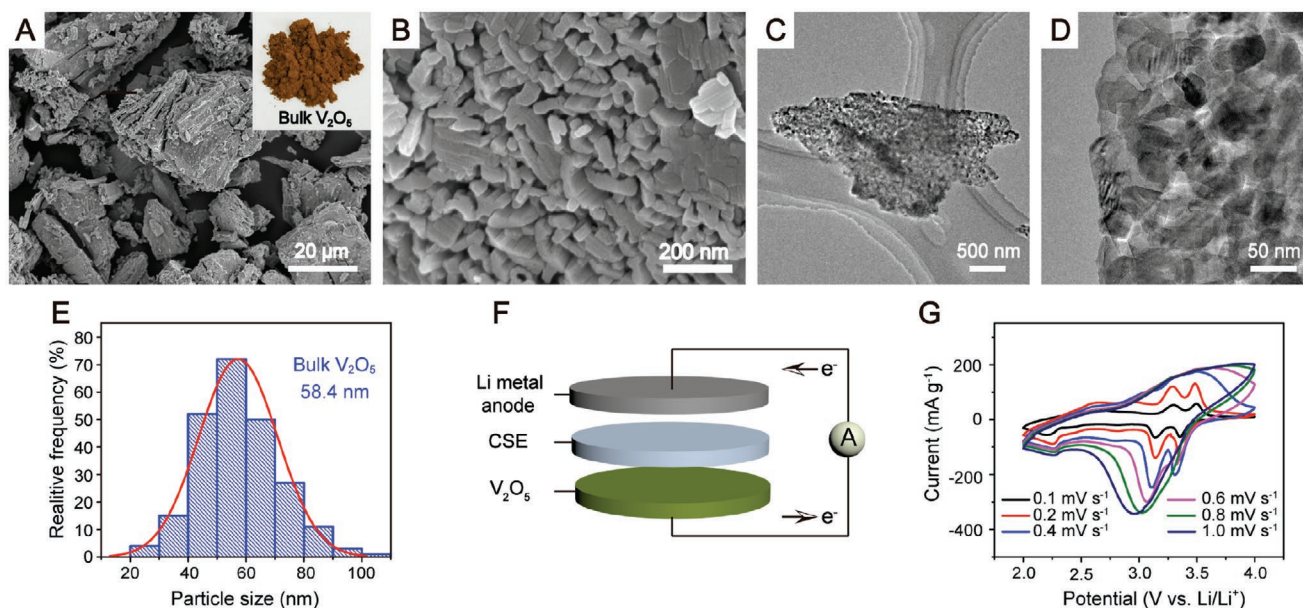 A
Bulk V₂O₅
20 µm
B
200 nm
C
500 nm
D
50 nm
E
Realitive frequency (%)
80
70
60
50
40
30
20
10
0
Bulk V₂O₅
58.4 nm
20 40 60 80 100
Particle size (nm)
F
Li metal
anode
CSE
V₂O₅
e⁻
A
e⁻
G
Current (mA g⁻¹)
200
0
-200
-400
0.1 mV s⁻¹ 0.6 mV s⁻¹
0.2 mV s⁻¹ 0.8 mV s⁻¹
0.4 mV s⁻¹ 1.0 mV s⁻¹
2.0 2.5 3.0 3.5 4.0
Potential (V vs. Li/Li⁺)